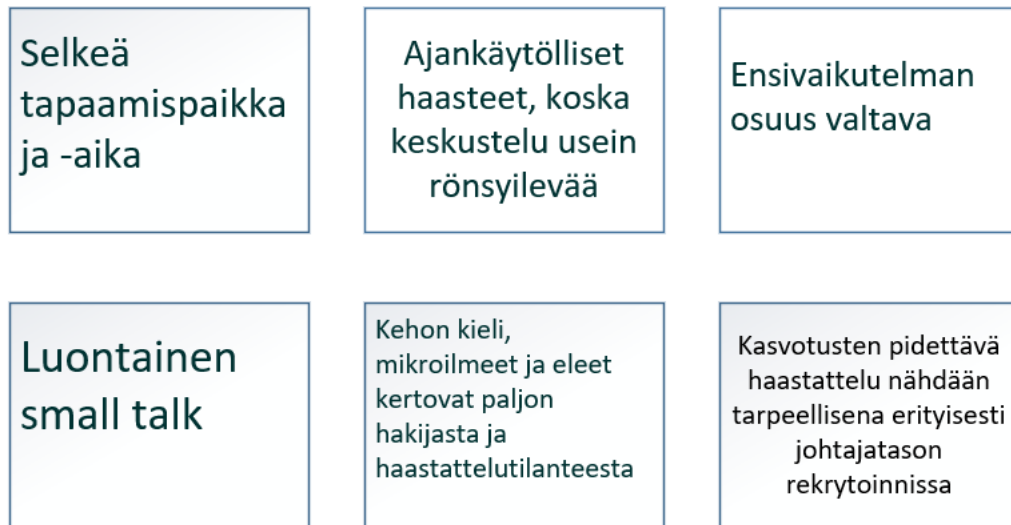 Selkeä
tapaamispaikka
ja -aika
Ajankäytölliset
haasteet, koska
keskustelu usein
rönsyilevää
Ensivaikutelman
osuus valtava
Luontainen
small talk
Kehon kieli,
mikroilmeet ja eleet
kertovat paljon
hakijasta ja
haastattelutilanteesta
Kasvotusten pidettävä
haastattelu nähdään
tarpeellisena erityisesti
johtajatason
rekrytoinnissa